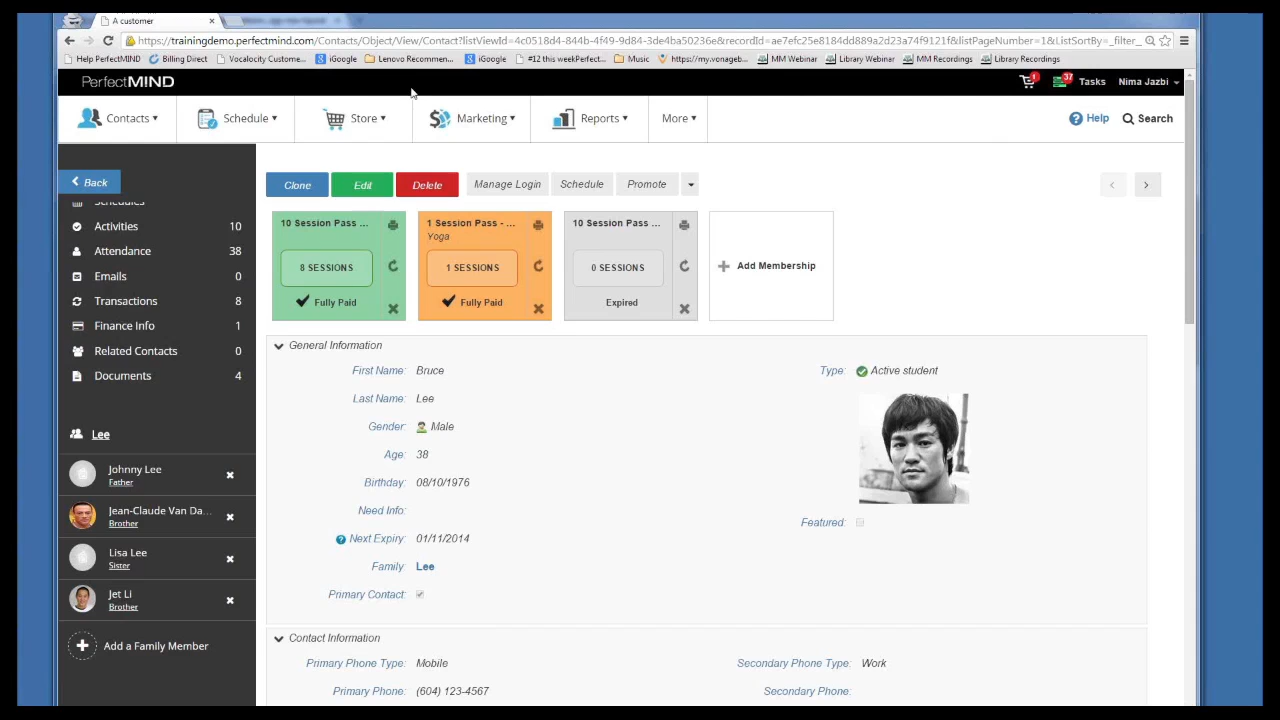 A customer
https://trainingdemo.perfectmind.com/Contacts/Object/View/Contact?listViewId=4c0518d4-844b-4f49-9d84-3de4ba50236e&recordId=ae7efc25e8184dd889a2d23a74f9121f&listPageNumber=1&ListSortBy=_filter_
Help PerfectMIND Billing Direct Vocalocity Custome... iGoogle Lenovo Recommen... iGoogle #12 this weekPerfect... Music https://my.vonageb... MM Webinar Library Webinar MM Recordings Library Recordings
PerfectMIND
1 37 Tasks Nima Jazbi
Contacts Schedule Store Marketing Reports More Help Search
Back
Clone Edit Delete Manage Login Schedule Promote
Schedules
Activities 10
Attendance 38
Emails 0
Transactions 8
Finance Info 1
Related Contacts 0
Documents 4
Lee
Johnny Lee
Father
Jean-Claude Van Da...
Brother
Lisa Lee
Sister
Jet Li
Brother
Add a Family Member
10 Session Pass ...
8 SESSIONS
Fully Paid
1 Session Pass - ...
Yoga
1 SESSIONS
Fully Paid
10 Session Pass ...
0 SESSIONS
Expired
Add Membership
General Information
First Name: Bruce
Last Name: Lee
Gender: Male
Age: 38
Birthday: 08/10/1976
Need Info:
Next Expiry: 01/11/2014
Family: Lee
Primary Contact:
Type: Active student
Featured:
Contact Information
Primary Phone Type: Mobile
Secondary Phone Type: Work
Primary Phone: (604) 123-4567
Secondary Phone: